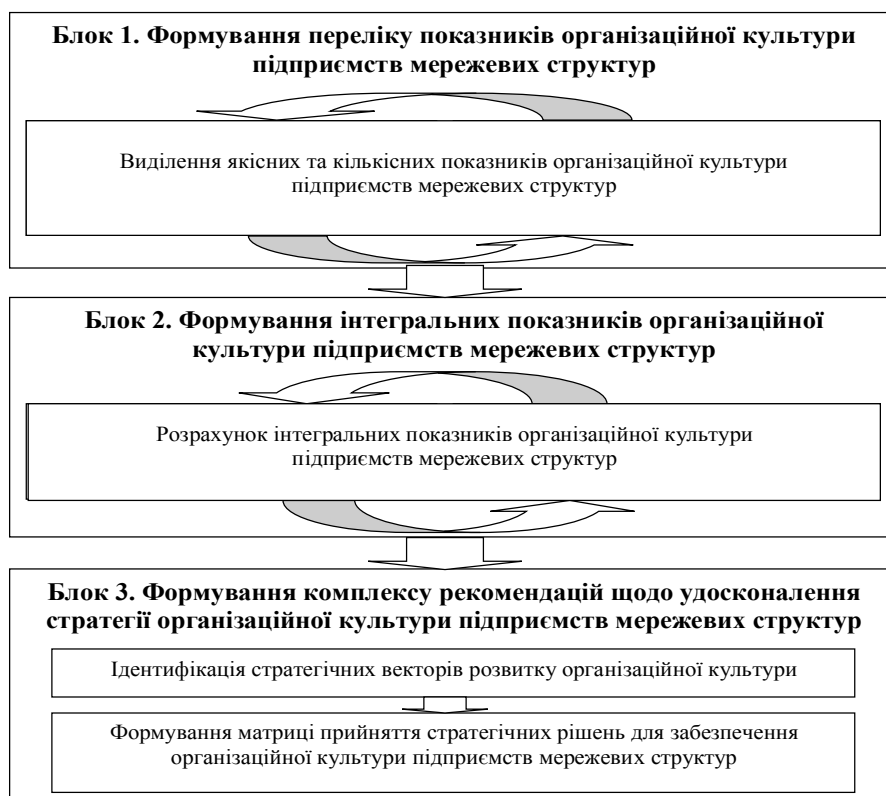 Блок 1. Формування переліку показників організаційної культури
підприємств мережевих структур
Виділення якісних та кількісних показників організаційної культури
підприємств мережевих структур
Блок 2. Формування інтегральних показників організаційної
культури підприємств мережевих структур
Розрахунок інтегральних показників організаційної культури
підприємств мережевих структур
Блок 3. Формування комплексу рекомендацій щодо удосконалення
стратегії організаційної культури підприємств мережевих структур
Ідентифікація стратегічних векторів розвитку організаційної культури
Формування матриці прийняття стратегічних рішень для забезпечення
організаційної культури підприємств мережевих структур